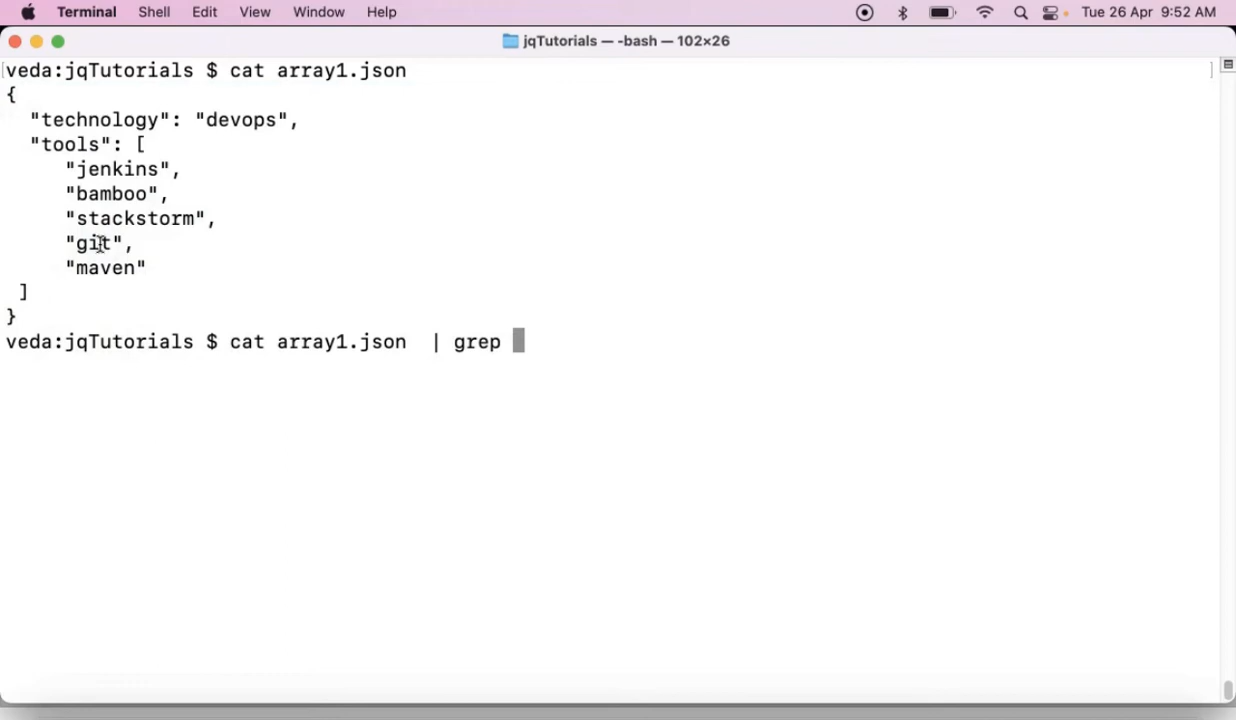 Terminal Shell Edit View Window Help Tue 26 Apr 9:52 AM
jqTutorials — -bash — 102×26
veda:jqTutorials $ cat array1.json
{
  "technology": "devops",
  "tools": [
     "jenkins",
     "bamboo",
     "stackstorm",
     "git",
     "maven"
 ]
}
veda:jqTutorials $ cat array1.json  | grep